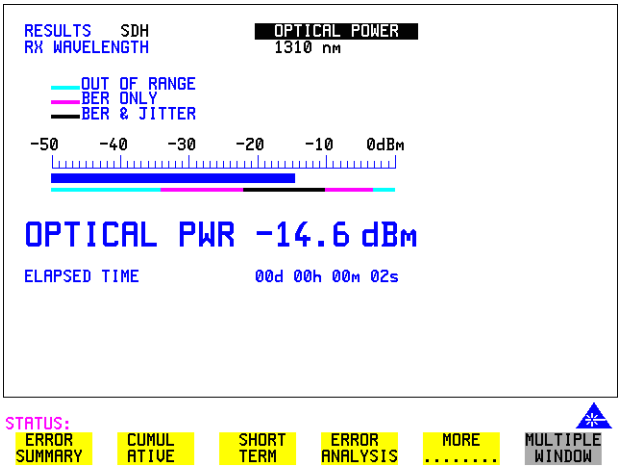 RESULTS SDH OPTICAL POWER
RX WAVELENGTH 1310 nm
OUT OF RANGE
BER ONLY
BER & JITTER
-50 -40 -30 -20 -10 0dBm
OPTICAL PWR -14.6 dBm
ELAPSED TIME 00d 00h 00m 02s
STATUS:
ERROR SUMMARY
CUMUL ATIVE
SHORT TERM
ERROR ANALYSIS
MORE ........
MULTIPLE WINDOW